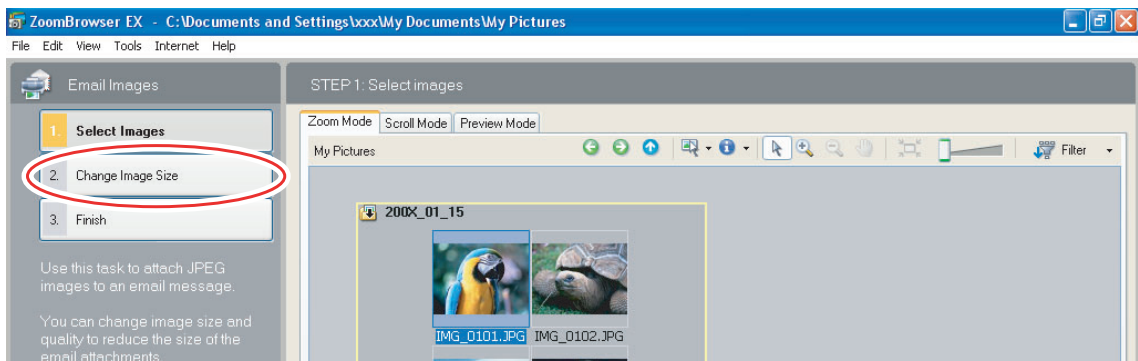 ZoomBrowser EX - C:\Documents and Settings\xxx\My Documents\My Pictures
File Edit View Tools Internet Help
Email Images
1. Select Images
2. Change Image Size
3. Finish
Use this task to attach JPEG
images to an email message.
You can change image size and
quality to reduce the size of the
email attachments.
STEP 1: Select images
Zoom Mode Scroll Mode Preview Mode
My Pictures
Filter
200X_01_15
IMG_0101.JPG IMG_0102.JPG